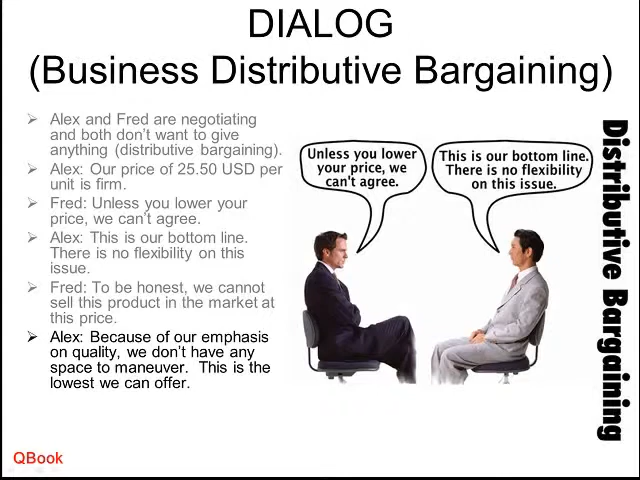 DIALOG
(Business Distributive Bargaining)
Alex and Fred are negotiating
and both don't want to give
anything (distributive bargaining).
Alex: Our price of 25.50 USD per
unit is firm.
Fred: Unless you lower your
price, we can't agree.
Alex: This is our bottom line.
There is no flexibility on this
issue.
Fred: To be honest, we cannot
sell this product in the market at
this price.
Alex: Because of our emphasis
on quality, we don't have any
space to maneuver.  This is the
lowest we can offer.
Unless you lower
your price, we
can't agree.
This is our bottom line.
There is no flexibility
on this issue.
Distributive Bargaining
QBook